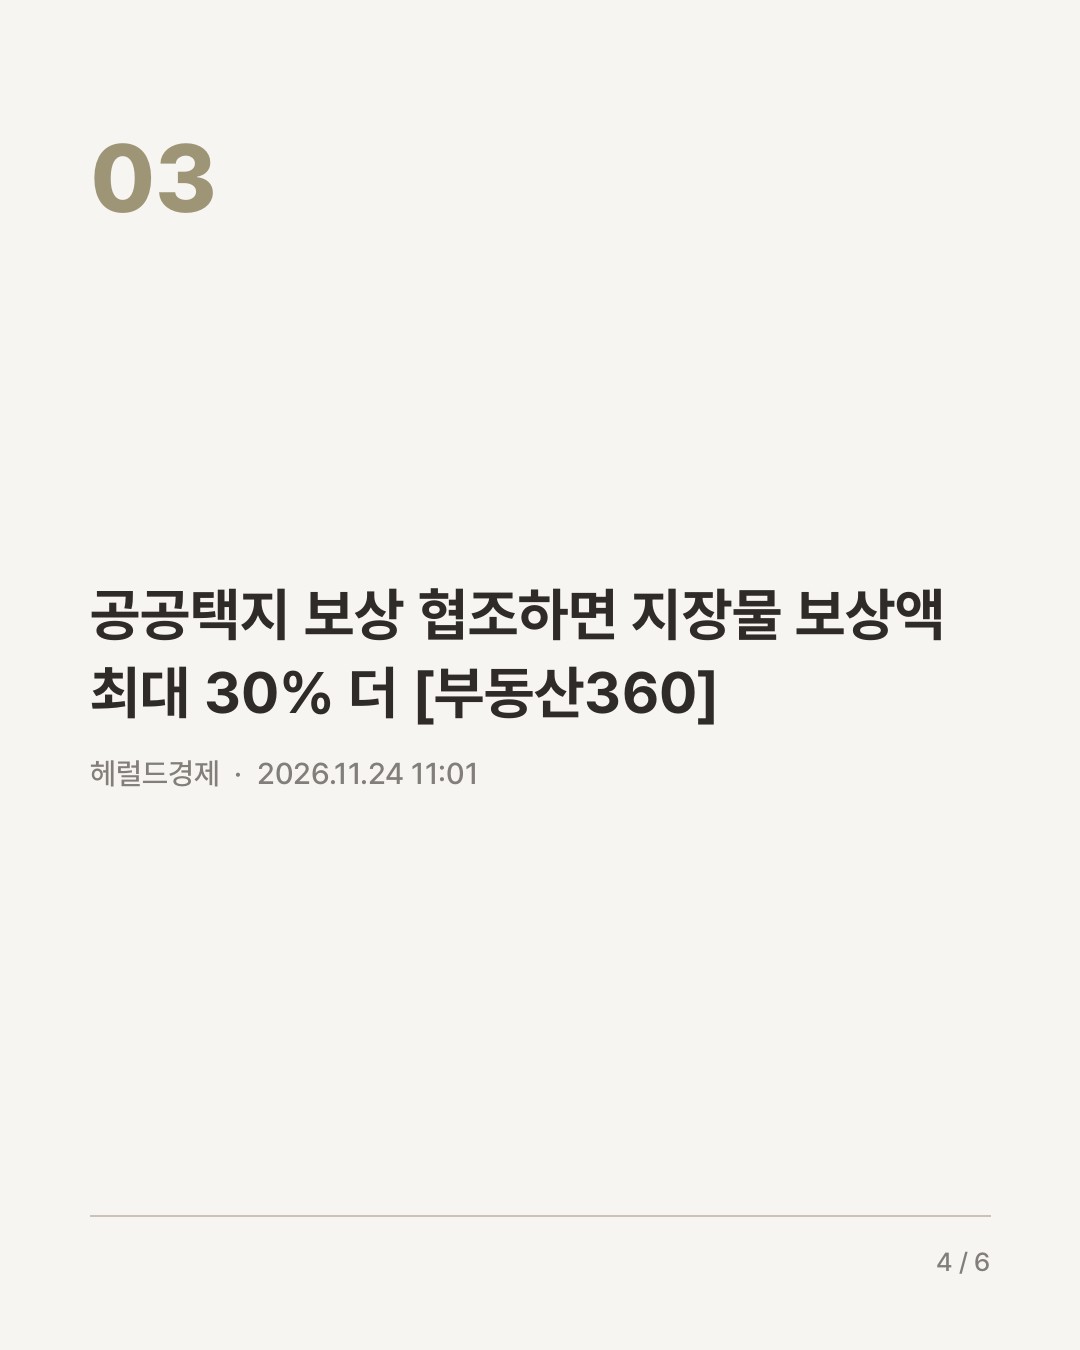 03
공공택지 보상 협조하면 지장물 보상액
최대 30% 더 [부동산360]
헤럴드경제 · 2026.11.24 11:01
4 / 6